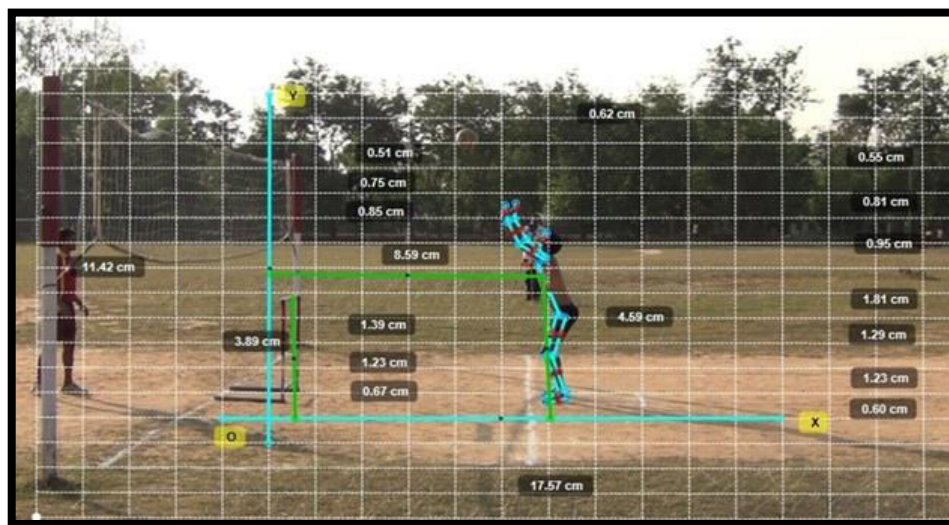 Y
0.62 cm
0.51 cm
0.55 cm
0.75 cm
0.81 cm
0.85 cm
0.95 cm
8.59 cm
11.42 cm
1.81 cm
4.59 cm
1.39 cm
1.29 cm
3.89 cm
1.23 cm
1.23 cm
0.67 cm
0.60 cm
X
O
17.57 cm